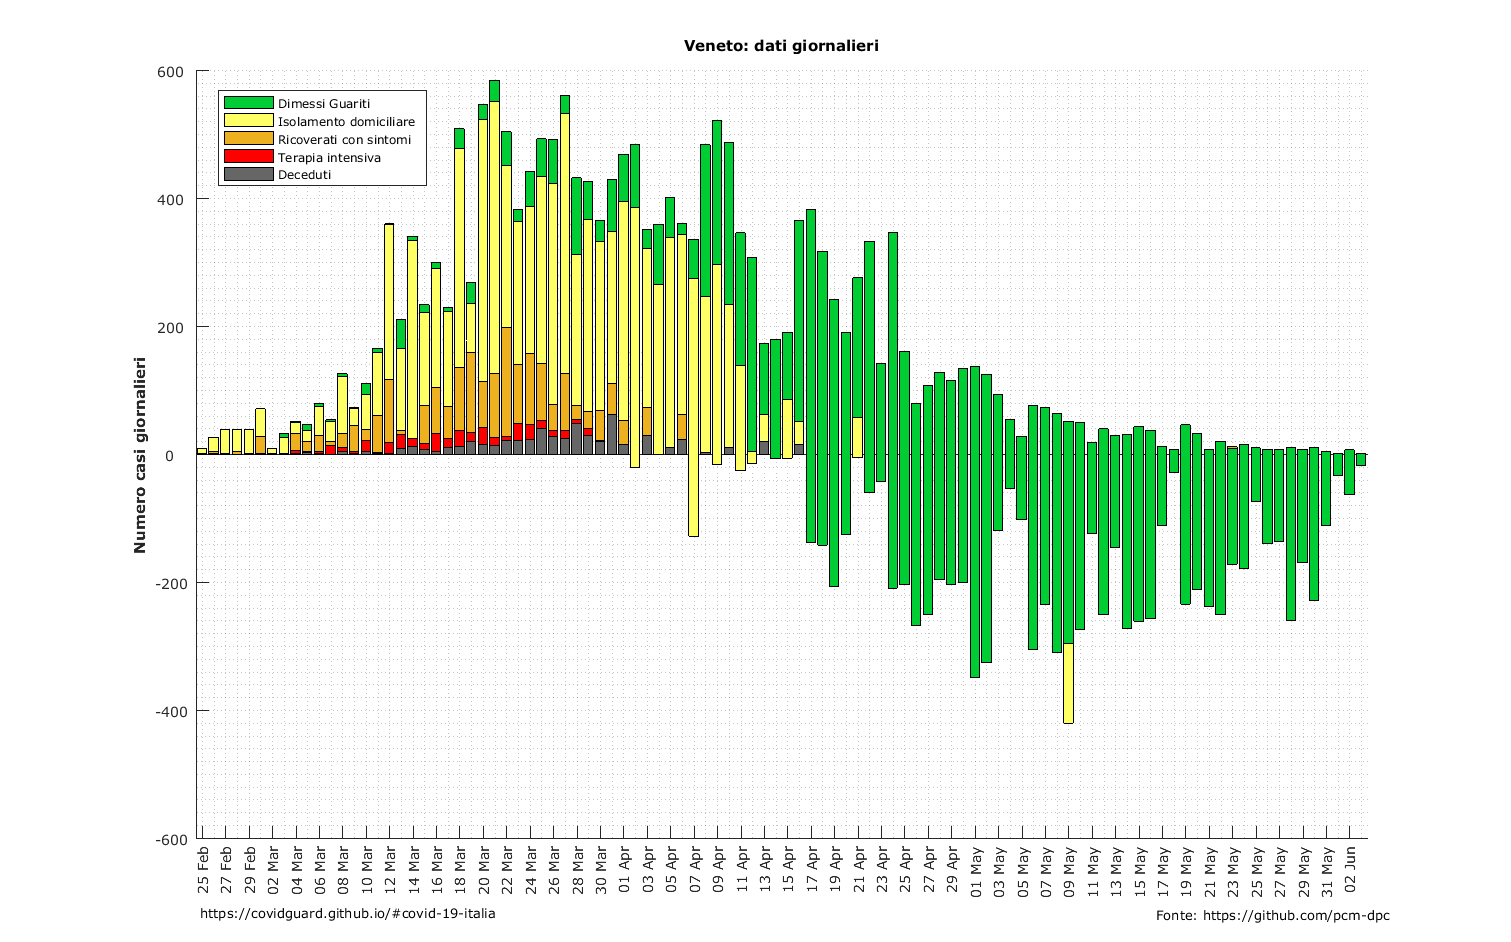 Veneto: dati giornalieri
600
400
200
0
-200
-400
-600
Numero casi giornalieri
Dimessi Guariti
Isolamento domiciliare
Ricoverati con sintomi
Terapia intensiva
Deceduti
25 Feb
27 Feb
29 Feb
02 Mar
04 Mar
06 Mar
08 Mar
10 Mar
12 Mar
14 Mar
16 Mar
18 Mar
20 Mar
22 Mar
24 Mar
26 Mar
28 Mar
30 Mar
01 Apr
03 Apr
05 Apr
07 Apr
09 Apr
11 Apr
13 Apr
15 Apr
17 Apr
19 Apr
21 Apr
23 Apr
25 Apr
27 Apr
29 Apr
01 May
03 May
05 May
07 May
09 May
11 May
13 May
15 May
17 May
19 May
21 May
23 May
25 May
27 May
29 May
31 May
02 Jun
https://covidguard.github.io/#covid-19-italia
Fonte: https://github.com/pcm-dpc